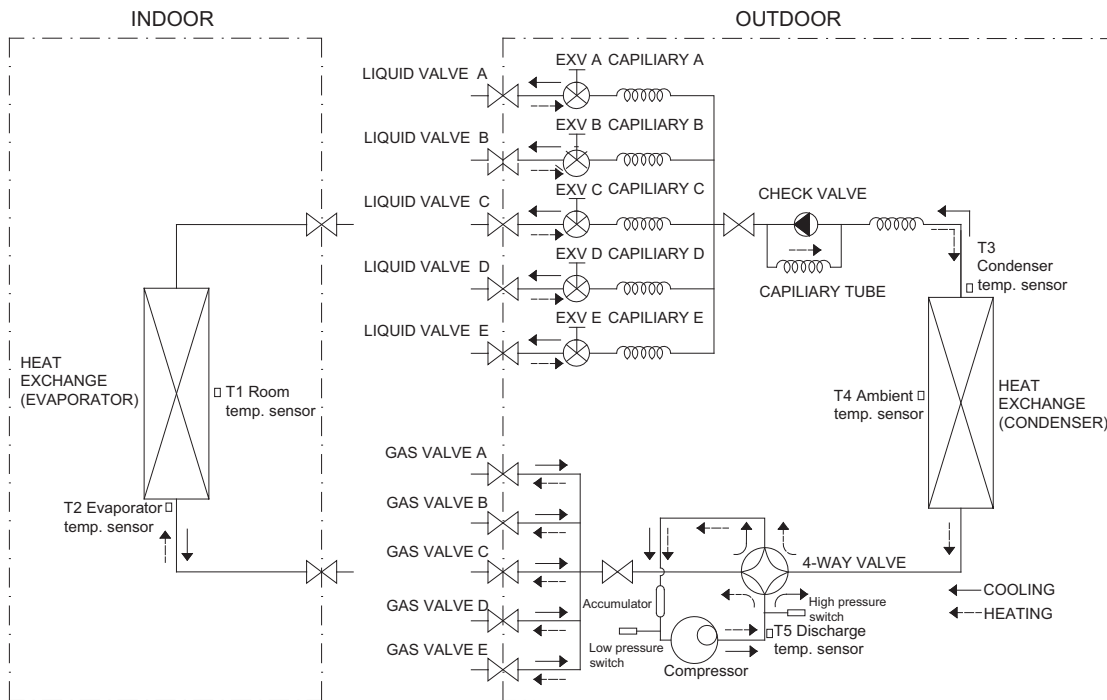 INDOOR
OUTDOOR
LIQUID VALVE A
EXV A CAPILIARY A
LIQUID VALVE B
EXV B CAPILIARY B
LIQUID VALVE C
EXV C CAPILIARY C
LIQUID VALVE D
EXV D CAPILIARY D
LIQUID VALVE E
EXV E CAPILIARY E
CHECK VALVE
CAPILIARY TUBE
T3
Condenser
temp. sensor
HEAT
EXCHANGE
(EVAPORATOR)
T1 Room
temp. sensor
T4 Ambient
temp. sensor
HEAT
EXCHANGE
(CONDENSER)
T2 Evaporator
temp. sensor
GAS VALVE A
GAS VALVE B
GAS VALVE C
GAS VALVE D
GAS VALVE E
4-WAY VALVE
Accumulator
High pressure
switch
Low pressure
switch
Compressor
T5 Discharge
temp. sensor
COOLING
HEATING